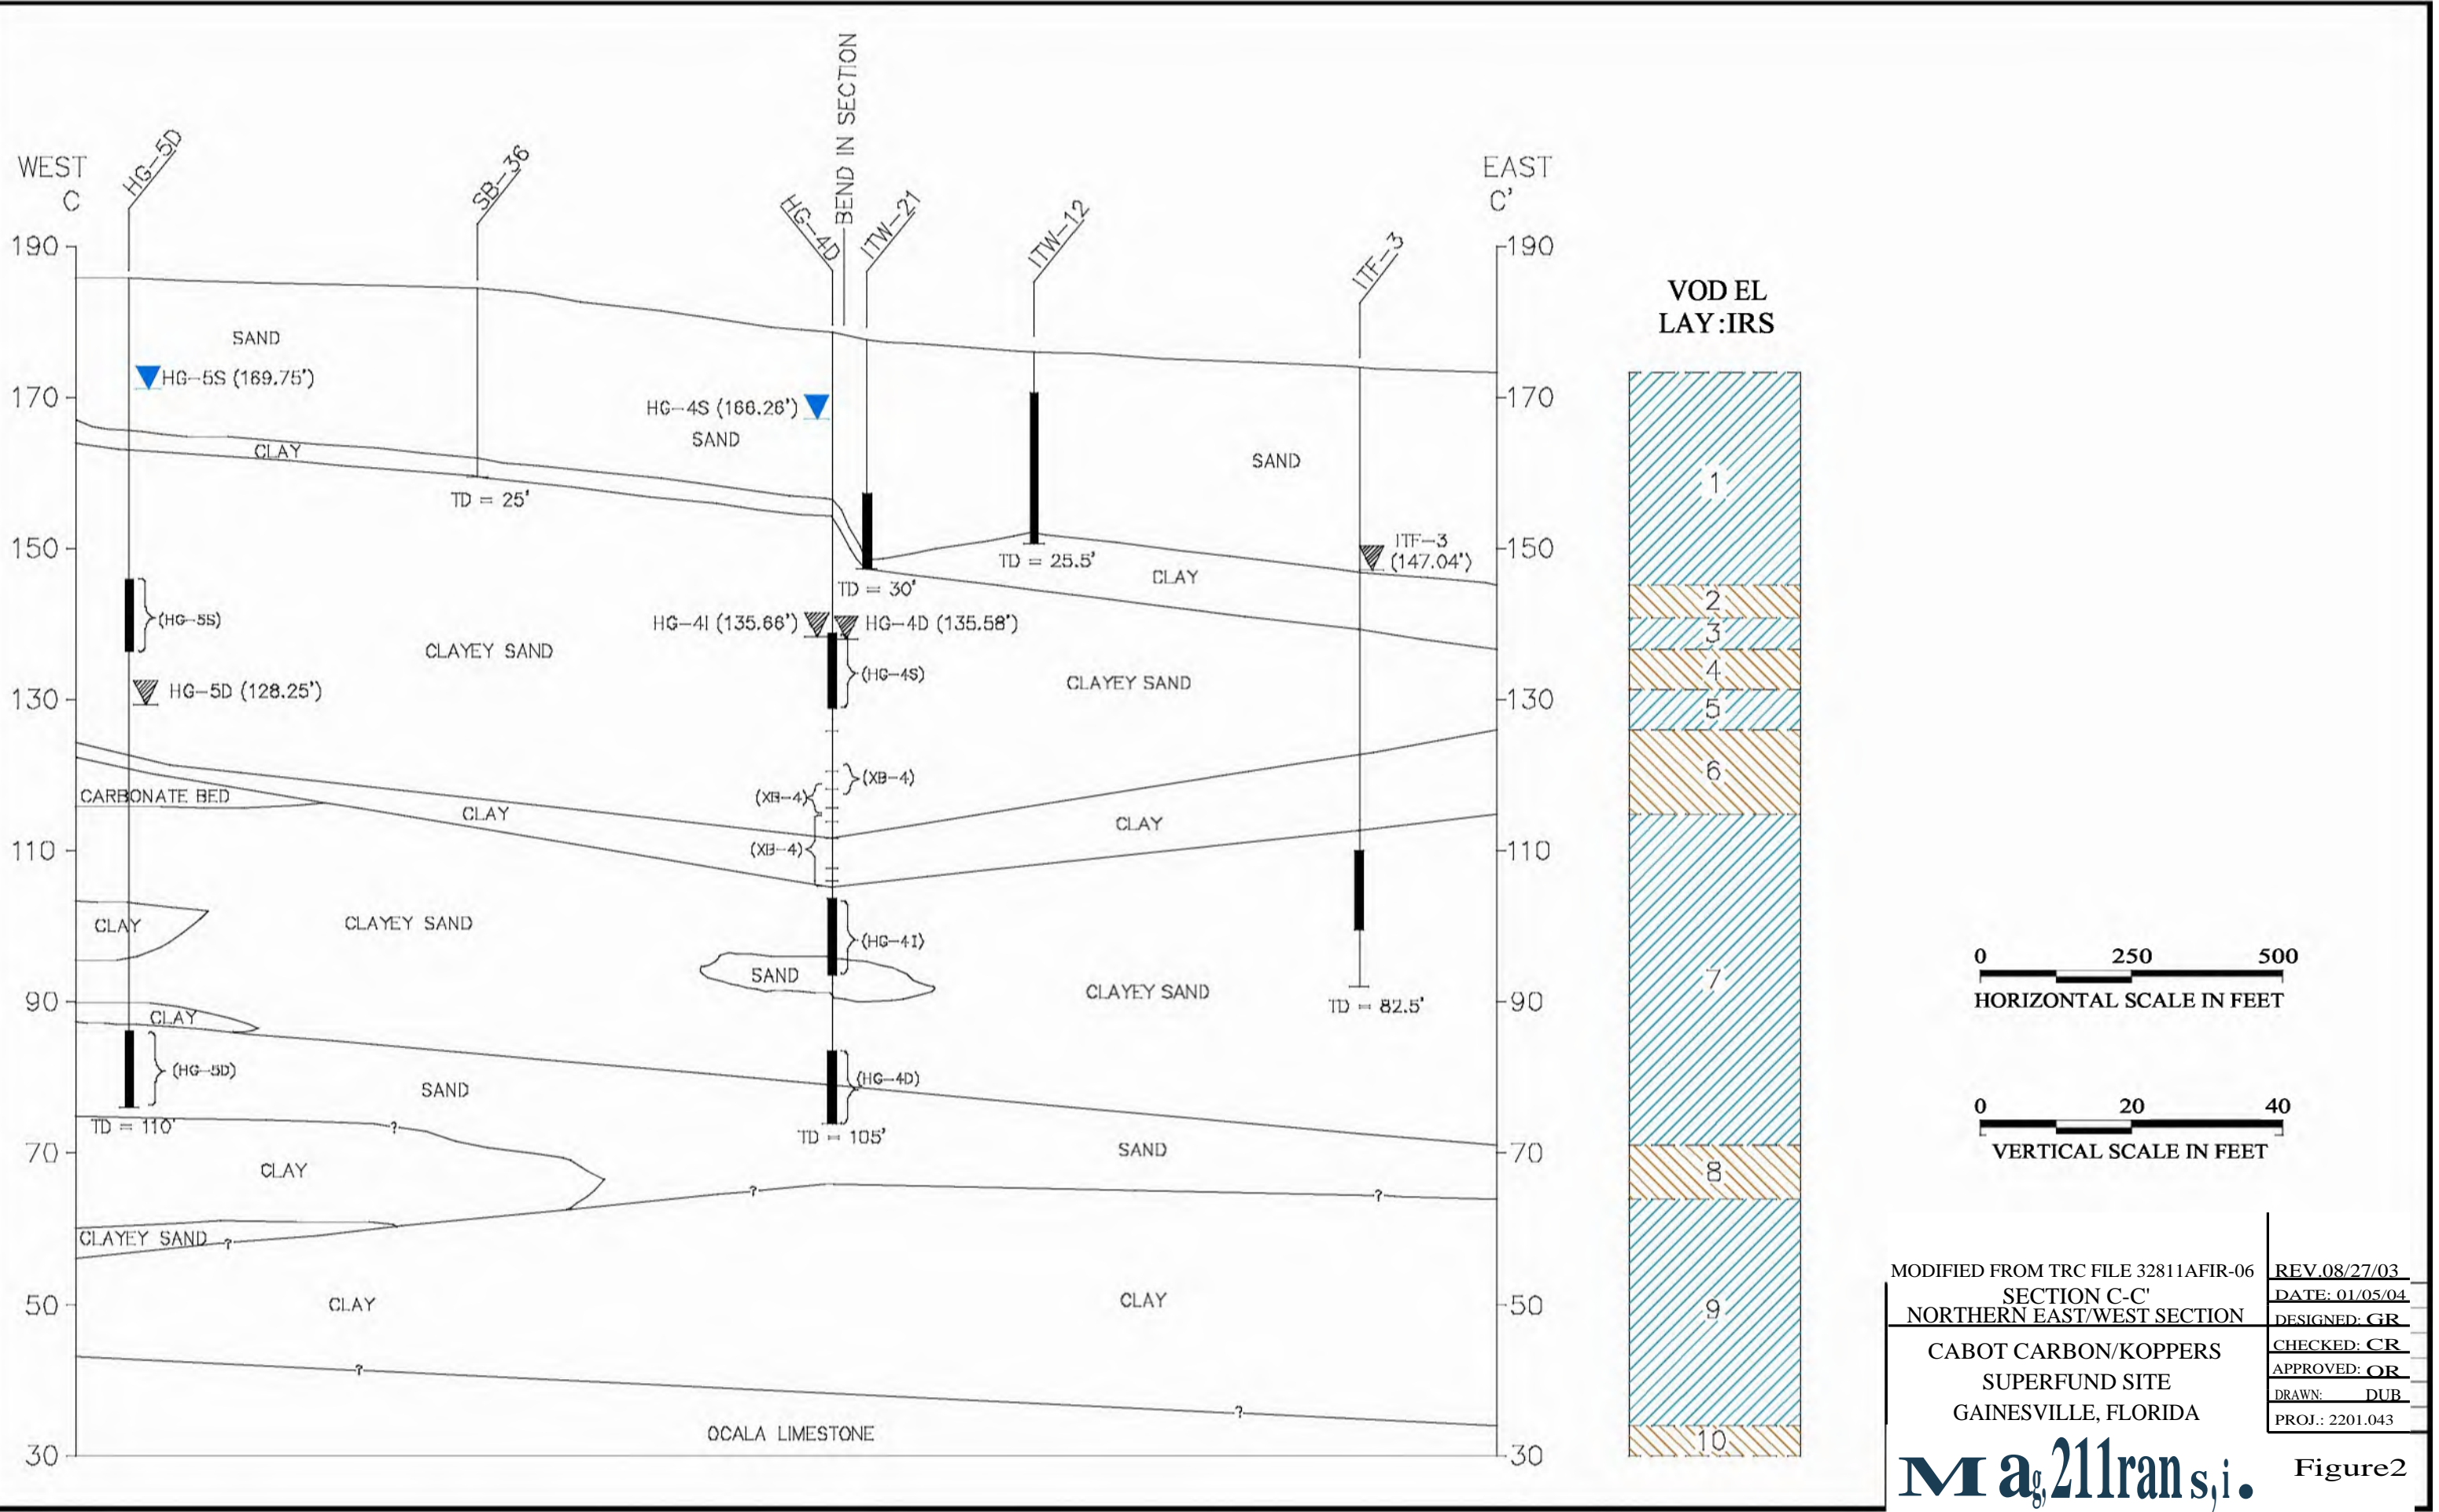 WEST
C
HG-5D
SB-36
HG-4D
BEND IN SECTION
ITW-21
ITW-12
ITF-3
EAST
C'
190
170
150
130
110
90
70
50
30
190
170
150
130
110
90
70
50
30
SAND
HG-5S (169.75')
HG-4S (166.26')
SAND
SAND
CLAY
TD = 25'
TD = 25.5'
ITF-3
(147.04')
CLAY
TD = 30'
(HG-5S)
HG-4I (135.66')
HG-4D (135.58')
CLAYEY SAND
(HG-4S)
CLAYEY SAND
HG-5D (128.25')
(XB-4)
(XB-4)
CARBONATE BED
CLAY
CLAY
(XB-4)
CLAY
CLAYEY SAND
(HG-4I)
SAND
CLAYEY SAND
TD = 82.5'
CLAY
(HG-5D)
(HG-4D)
SAND
TD = 110'
?
TD = 105'
SAND
CLAY
?
?
CLAYEY SAND
?
CLAY
CLAY
?
?
OCALA LIMESTONE
VOD EL
LAY:IRS
1
2
3
4
5
6
7
8
9
10
0 250 500
HORIZONTAL SCALE IN FEET
0 20 40
VERTICAL SCALE IN FEET
MODIFIED FROM TRC FILE 32811AFIR-06
SECTION C-C'
NORTHERN EAST/WEST SECTION
CABOT CARBON/KOPPERS
SUPERFUND SITE
GAINESVILLE, FLORIDA
REV.08/27/03
DATE: 01/05/04
DESIGNED: GR
CHECKED: CR
APPROVED: OR
DRAWN: DUB
PROJ.: 2201.043
Mag,211ran s,i.
Figure2